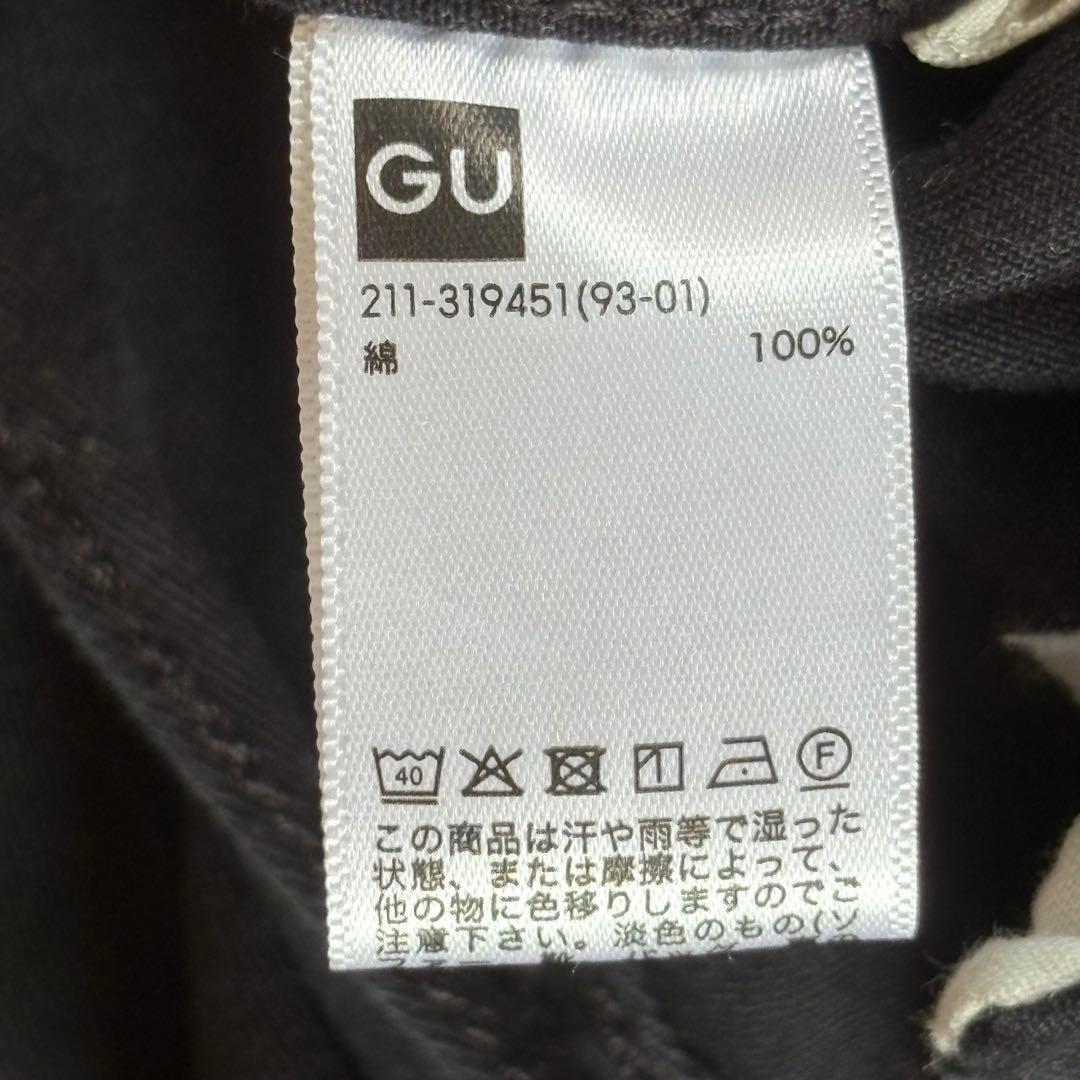 GU
211-319451(93-01)
綿 100%
40 F
この商品は汗や雨等で湿った
状態、または摩擦によって、
他の物に色移りしますのでご
注意下さい。淡色のもの(ソ